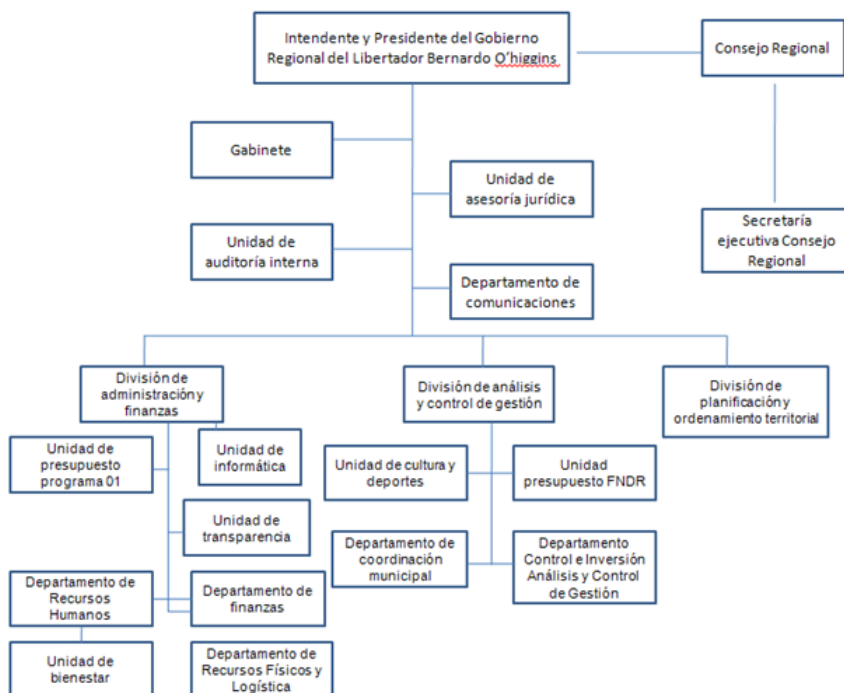 Intendente y Presidente del Gobierno
Regional del Libertador Bernardo O'higgins
Consejo Regional
Gabinete
Unidad de
asesoría jurídica
Unidad de
auditoría interna
Secretaría
ejecutiva Consejo
Regional
Departamento de
comunicaciones
División de
administración y
finanzas
División de análisis
y control de gestión
División de
planificación y
ordenamiento territorial
Unidad de
presupuesto
programa 01
Unidad de
informática
Unidad de cultura y
deportes
Unidad
presupuesto FNDR
Unidad de
transparencia
Departamento de
coordinación
municipal
Departamento
Control e Inversión
Análisis y Control
de Gestión
Departamento de
Recursos
Humanos
Departamento de
finanzas
Unidad de
bienestar
Departamento de
Recursos Físicos y
Logística